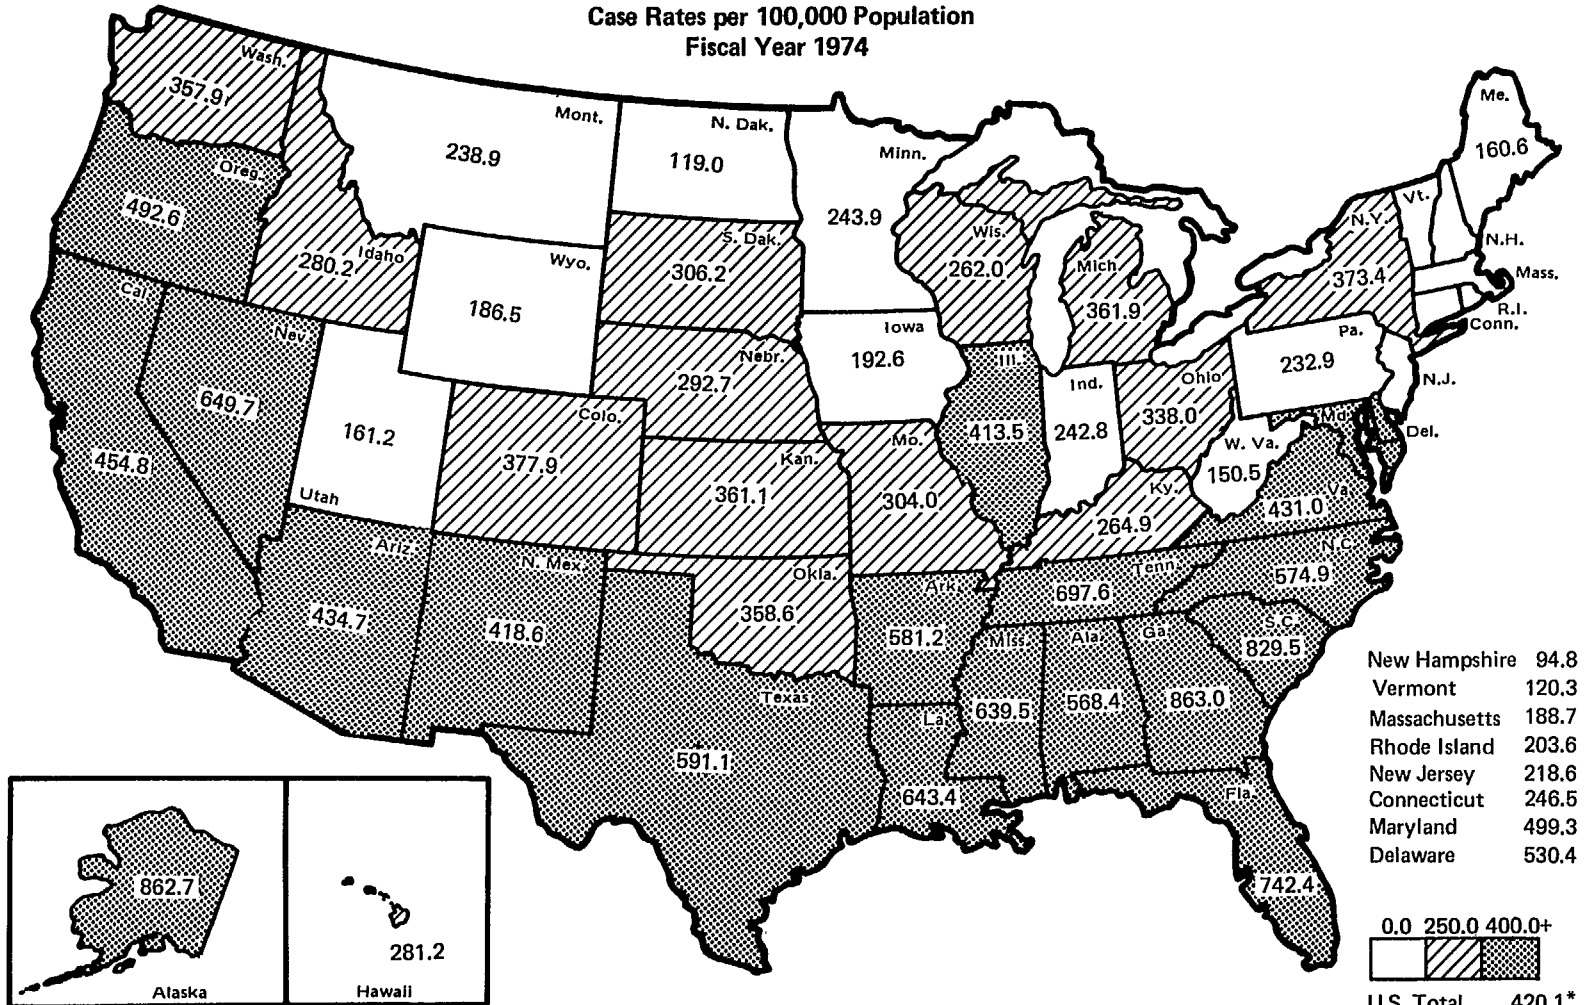 Case Rates per 100,000 Population
Fiscal Year 1974
Wash.
357.9
Oreg.
492.6
Cal.
454.8
Nev.
649.7
Idaho
280.2
Mont.
238.9
Wyo.
186.5
Utah
161.2
Colo.
377.9
Ariz.
434.7
N. Mex.
418.6
N. Dak.
119.0
S. Dak.
306.2
Nebr.
292.7
Kan.
361.1
Okla.
358.6
Texas
591.1
Minn.
243.9
Iowa
192.6
Mo.
304.0
Ark.
581.2
La.
643.4
Wis.
262.0
Ill.
413.5
Mich.
361.9
Ind.
242.8
Ohio
338.0
Ky.
264.9
Tenn.
697.6
Miss.
639.5
Ala.
568.4
Ga.
863.0
Fla.
742.4
S.C.
829.5
N.C.
574.9
Va.
431.0
W. Va.
150.5
Md.
Del.
Pa.
232.9
N.J.
N.Y.
373.4
Conn.
R.I.
Mass.
Vt.
N.H.
Me.
160.6
862.7
Alaska
281.2
Hawaii
New Hampshire 94.8
Vermont 120.3
Massachusetts 188.7
Rhode Island 203.6
New Jersey 218.6
Connecticut 246.5
Maryland 499.3
Delaware 530.4
0.0 250.0 400.0+
U.S. Total 420.1*